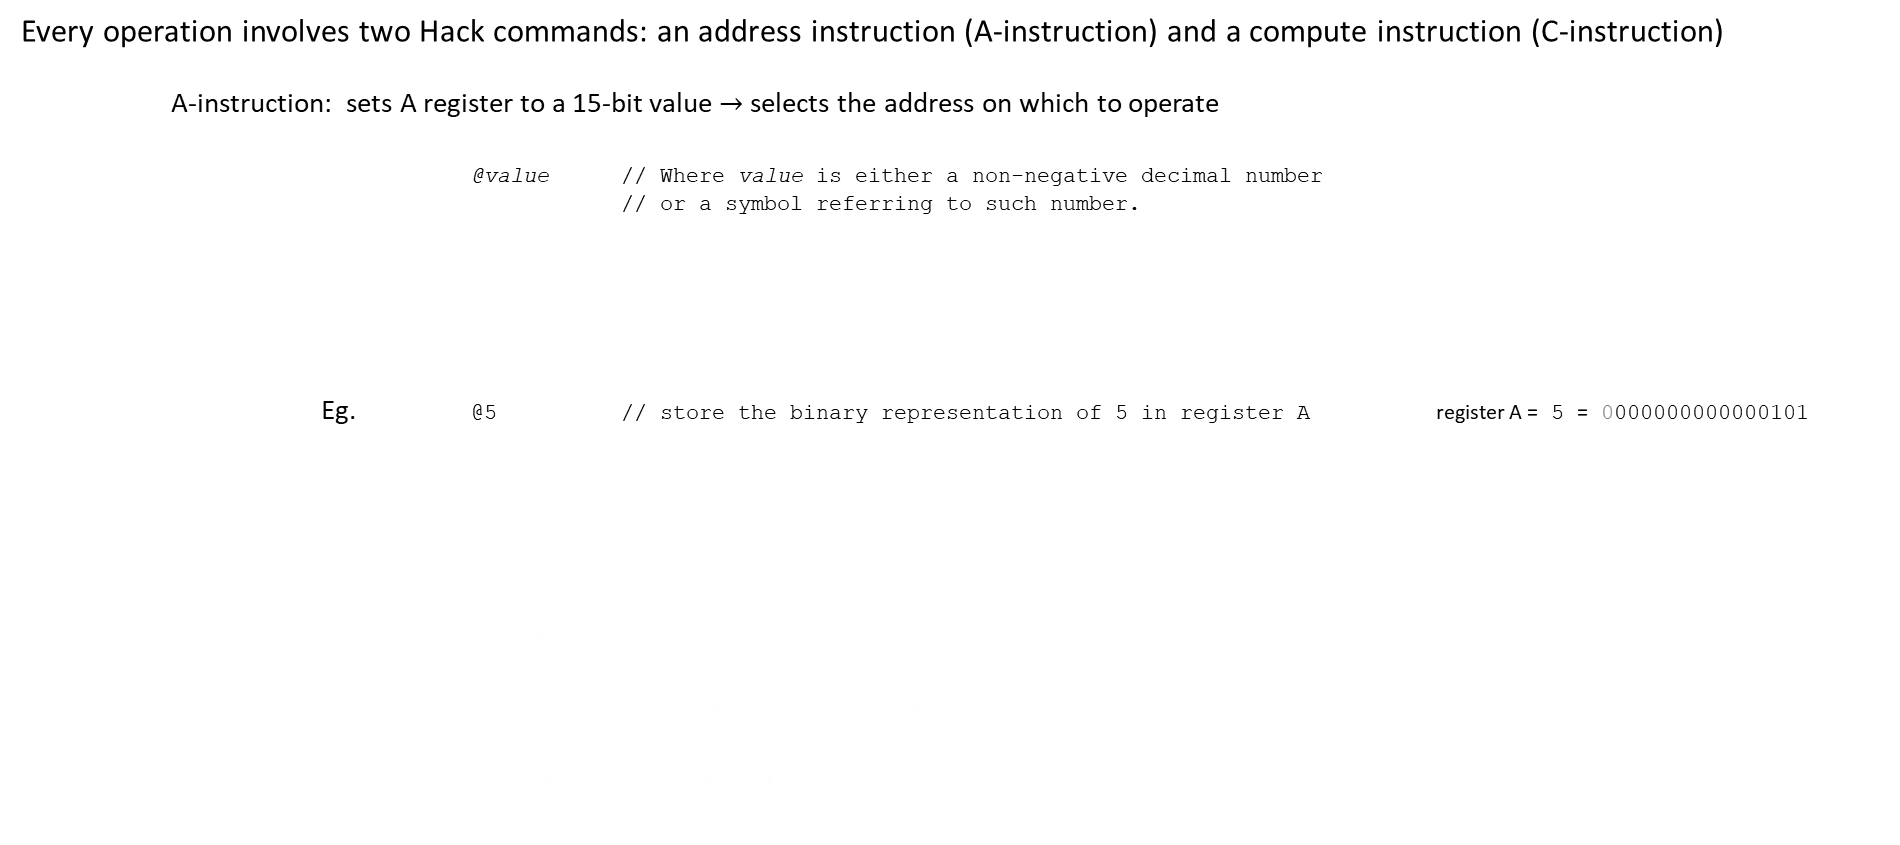 Every operation involves two Hack commands: an address instruction (A-instruction) and a compute instruction (C-instruction)
A-instruction: sets A register to a 15-bit value → selects the address on which to operate
@value // Where value is either a non-negative decimal number
// or a symbol referring to such number.
Eg. @5 // store the binary representation of 5 in register A register A = 5 = 0000000000000101